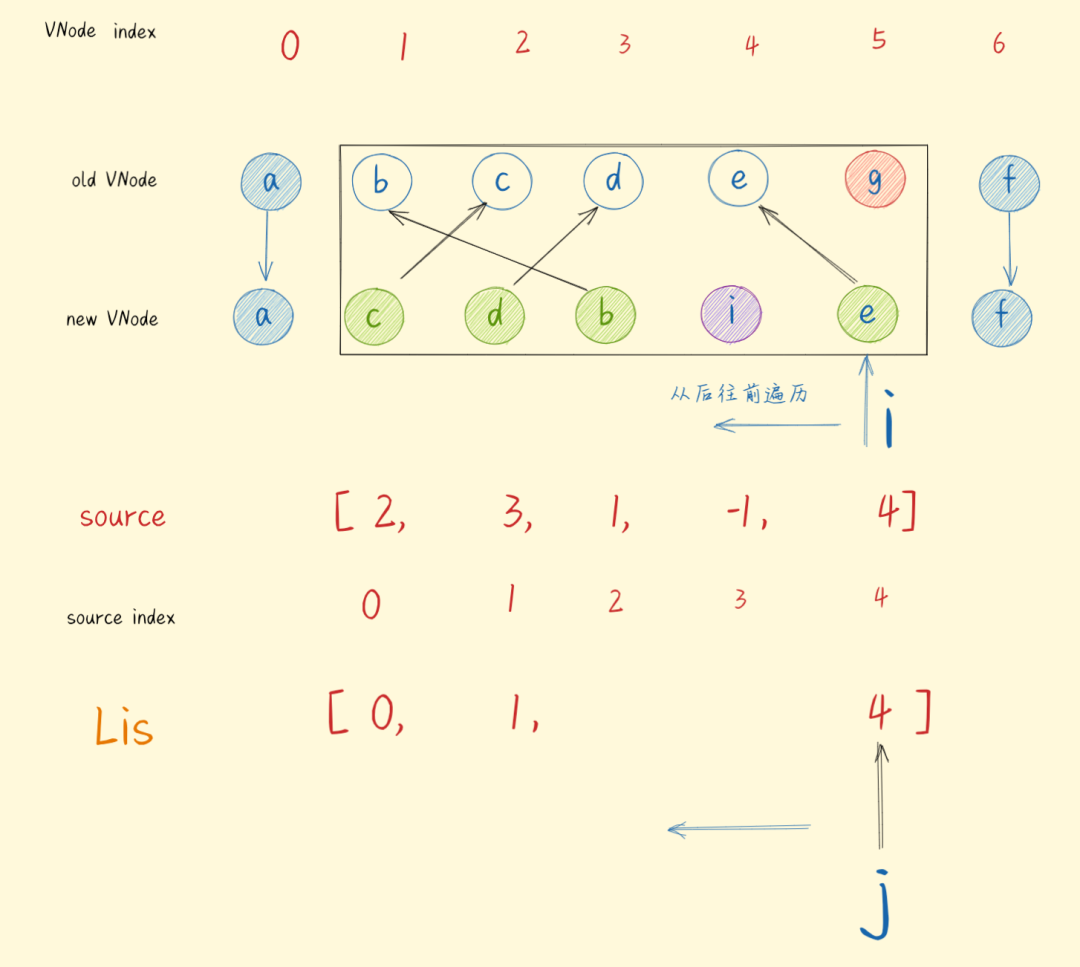 VNode index 0 1 2 3 4 5 6
old VNode a b c d e g f
new VNode a c d b i e f
从后往前遍历
i
source [ 2, 3, 1, -1, 4 ]
source index 0 1 2 3 4
Lis [ 0, 1, 4 ]
j